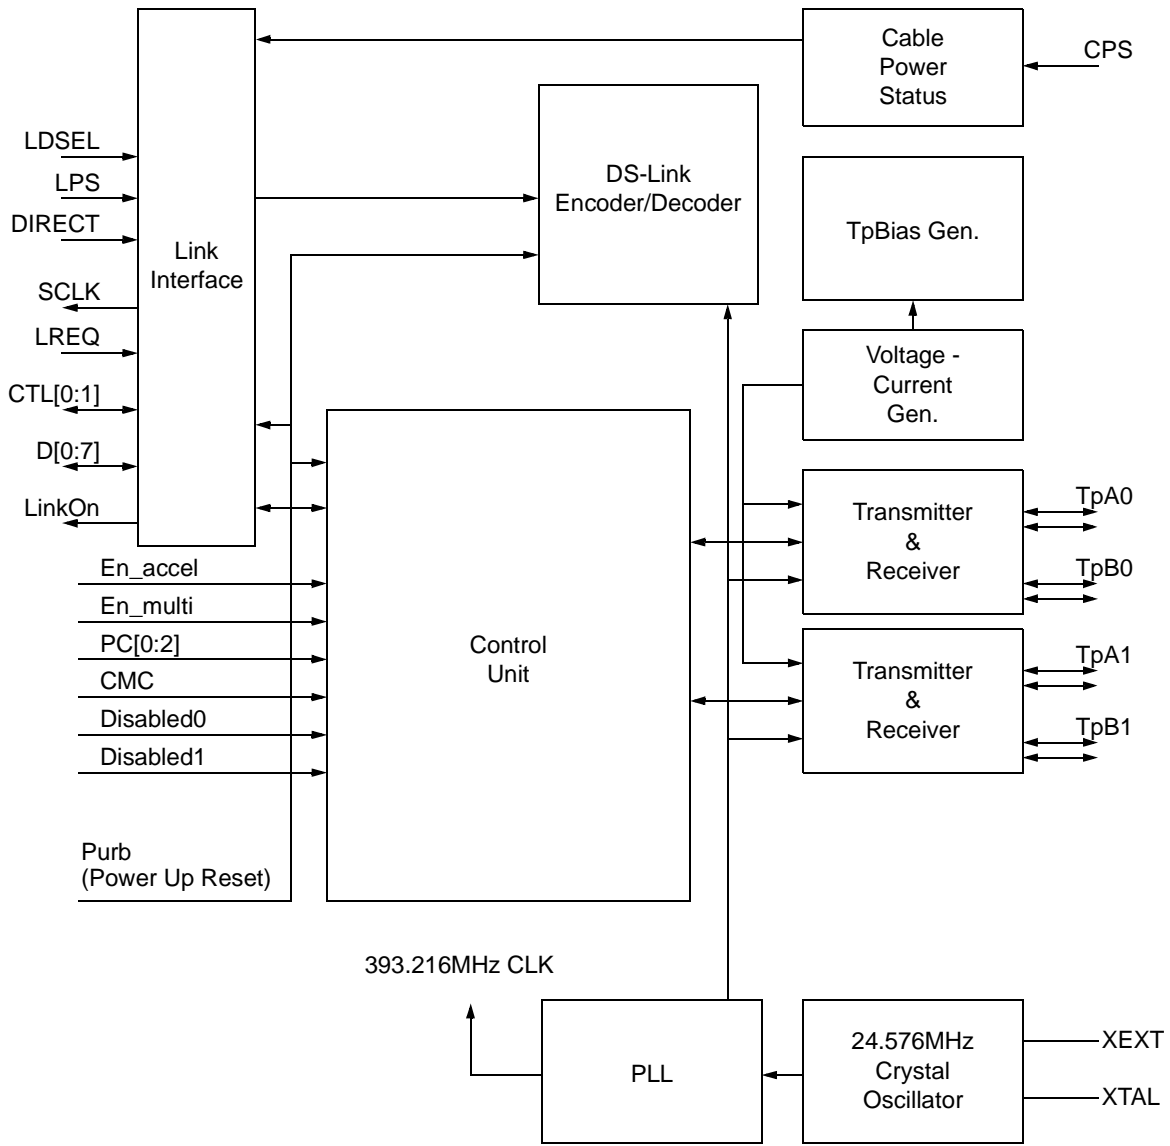 Cable
Power
Status
CPS
LDSEL
LPS
DIRECT
SCLK
LREQ
CTL[0:1]
D[0:7]
LinkOn
Link
Interface
DS-Link
Encoder/Decoder
TpBias Gen.
Voltage -
Current
Gen.
Transmitter
&
Receiver
TpA0
TpB0
Transmitter
&
Receiver
TpA1
TpB1
En_accel
En_multi
PC[0:2]
CMC
Disabled0
Disabled1
Control
Unit
Purb
(Power Up Reset)
393.216MHz CLK
PLL
24.576MHz
Crystal
Oscillator
XEXT
XTAL